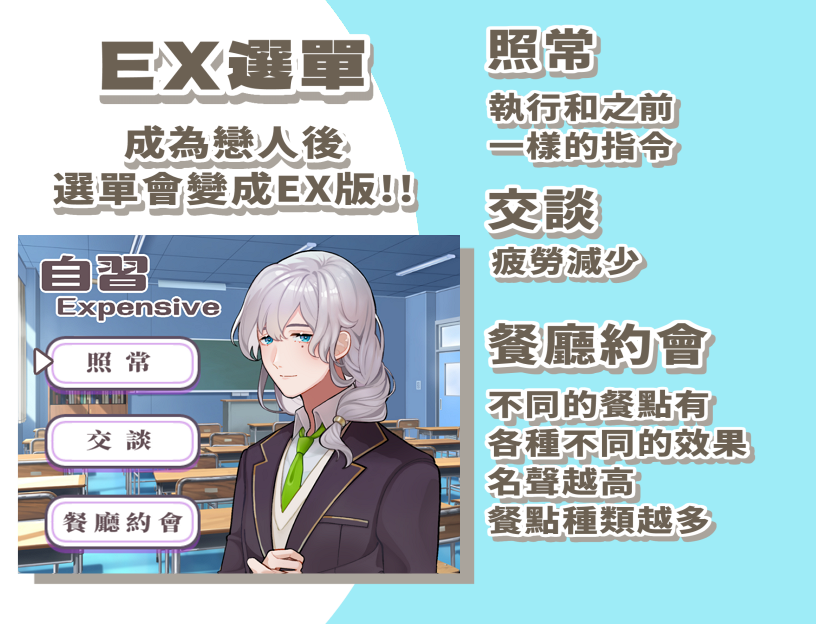 EX選單
成為戀人後
選單會變成EX版!!
自習
Expensive
照常
交談
餐廳約會
照常
執行和之前
一樣的指令
交談
疲勞減少
餐廳約會
不同的餐點有
各種不同的效果
名聲越高
餐點種類越多